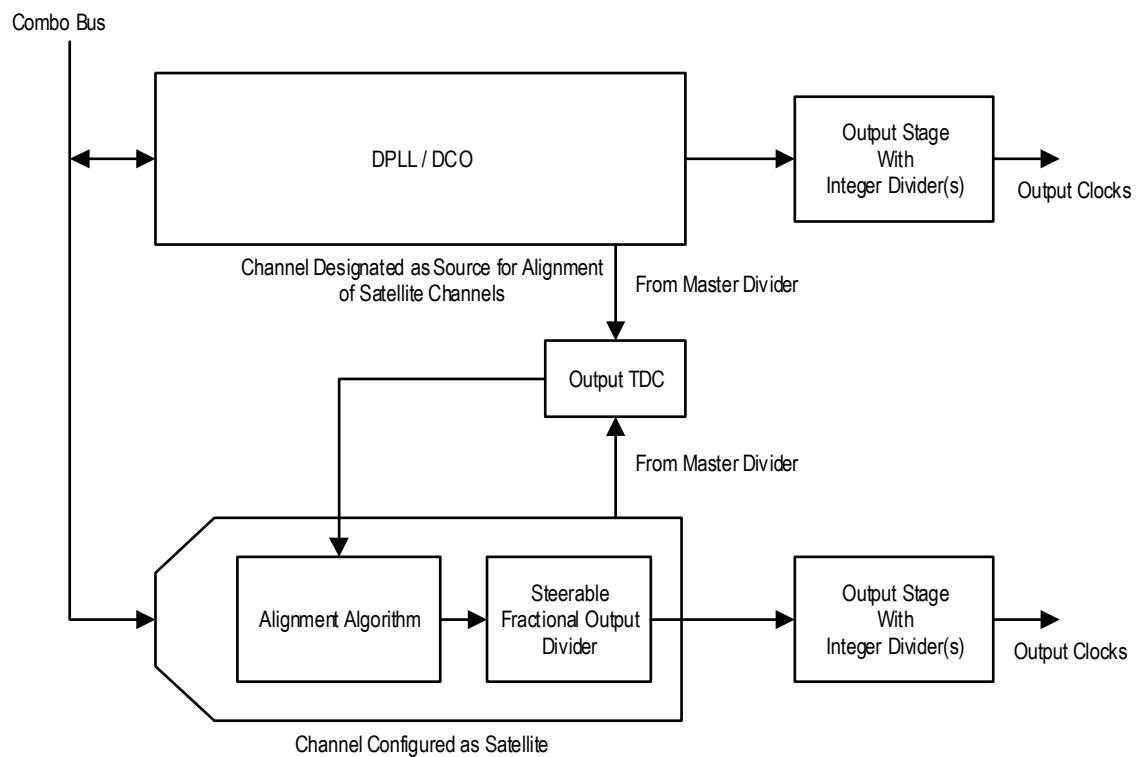 Combo Bus
DPLL / DCO
Output Stage
With
Integer Divider(s)
Output Clocks
Channel Designated as Source for Alignment
of Satellite Channels
From Master Divider
Output TDC
From Master Divider
Alignment Algorithm
Steerable
Fractional Output
Divider
Output Stage
With
Integer Divider(s)
Output Clocks
Channel Configured as Satellite